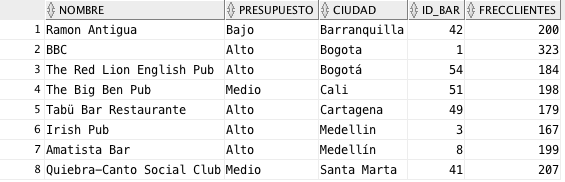 NOMBRE PRESUPUESTO CIUDAD ID_BAR FRECCLIENTES
1 Ramon Antigua Bajo Barranquilla 42 200
2 BBC Alto Bogota 1 323
3 The Red Lion English Pub Alto Bogotá 54 184
4 The Big Ben Pub Medio Cali 51 198
5 Tabü Bar Restaurante Alto Cartagena 49 179
6 Irish Pub Alto Medellin 3 167
7 Amatista Bar Alto Medellín 8 199
8 Quiebra-Canto Social Club Medio Santa Marta 41 207